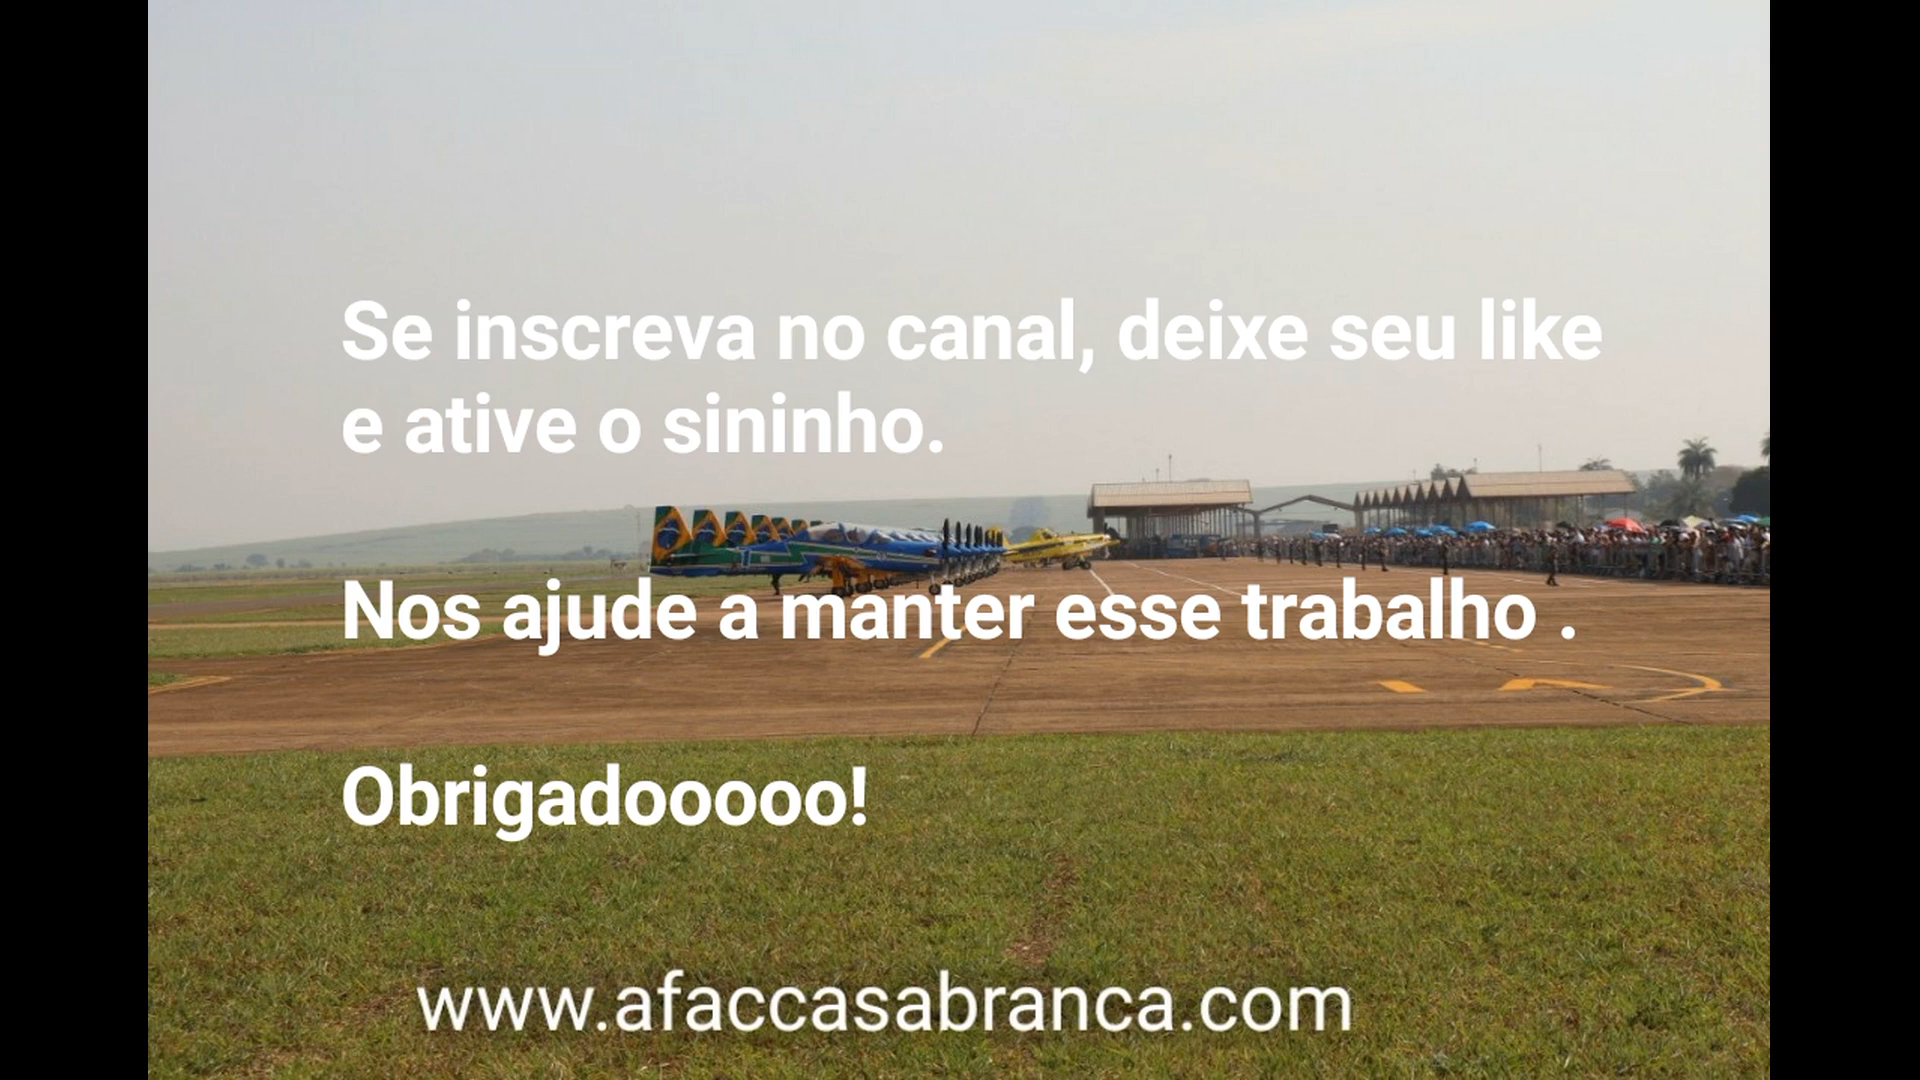 Se inscreva no canal, deixe seu like
e ative o sininho.
Nos ajude a manter esse trabalho .
Obrigadooooo!
www.afaccasabranca.com